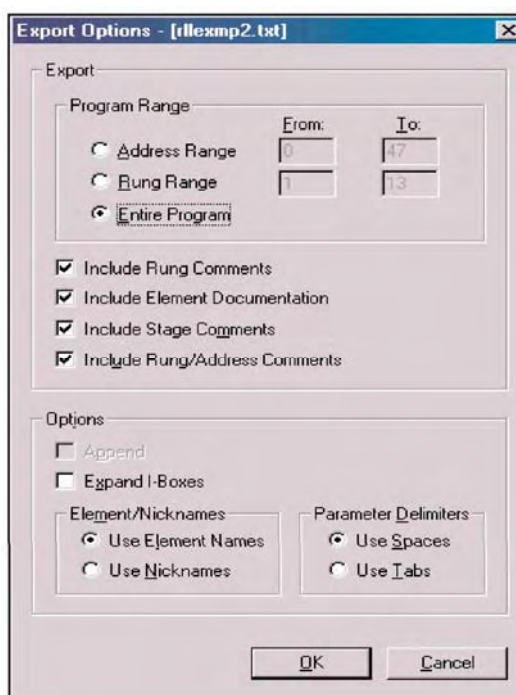 Export Options - [rllexmp2.txt]
Export
Program Range
From: To:
Address Range 0 47
Rung Range 1 13
Entire Program
Include Rung Comments
Include Element Documentation
Include Stage Comments
Include Rung/Address Comments
Options
Append
Expand I-Boxes
Element/Nicknames
Use Element Names
Use Nicknames
Parameter Delimiters
Use Spaces
Use Tabs
OK Cancel